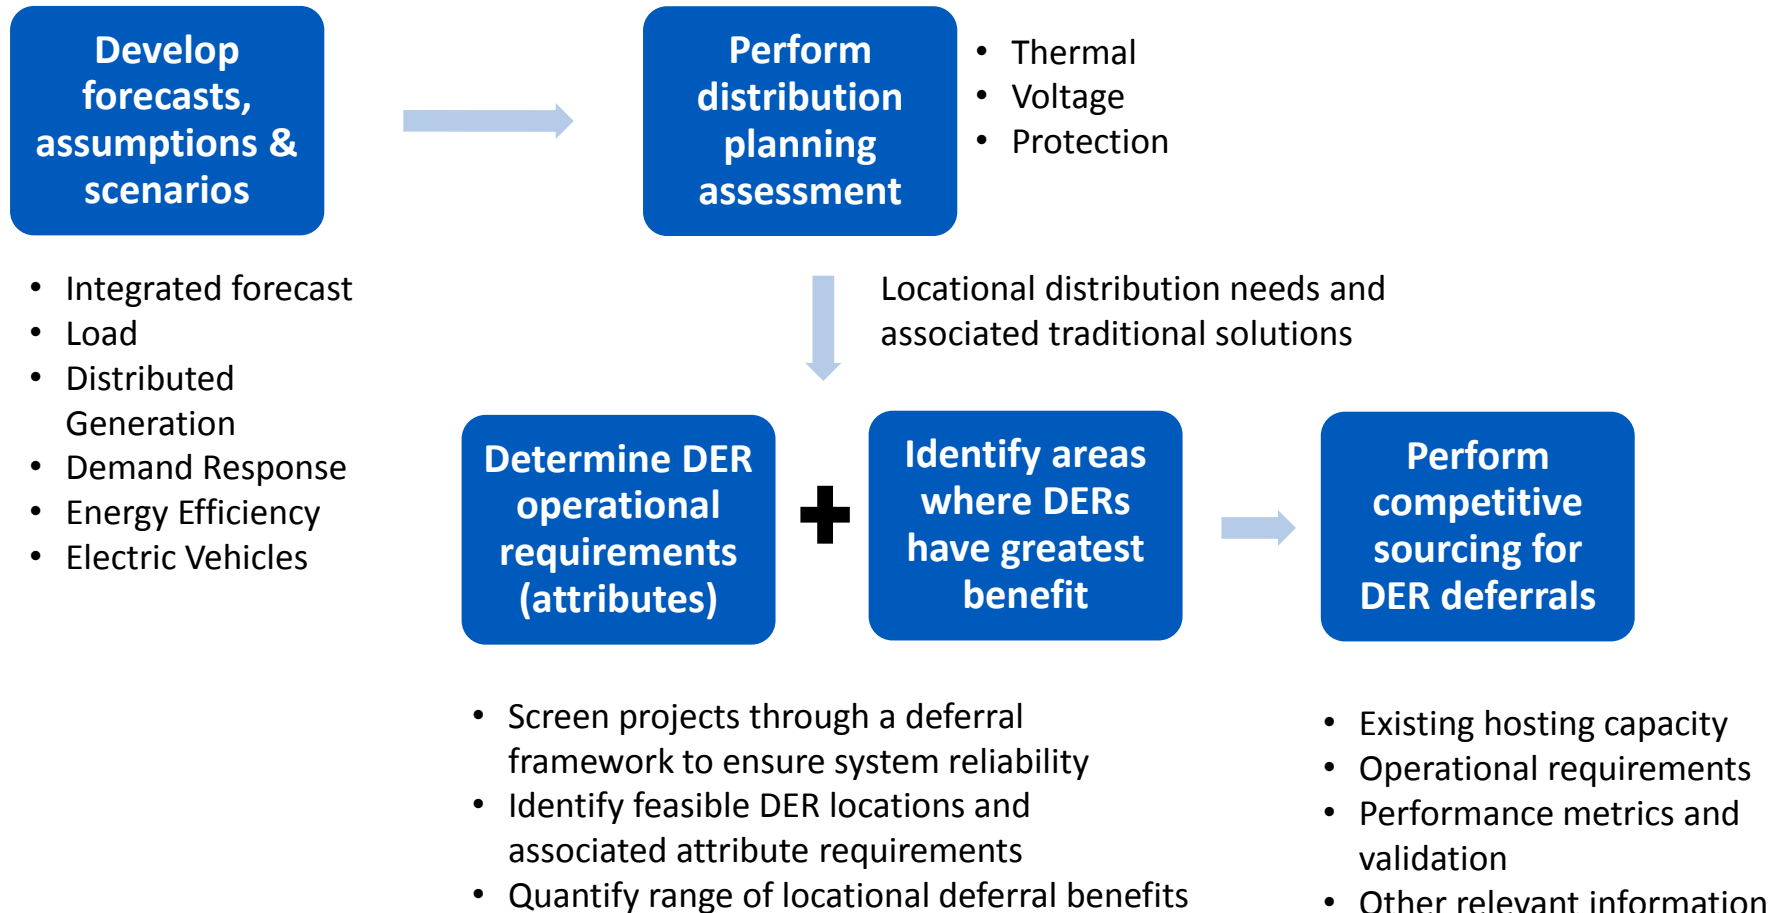 Develop
forecasts,
assumptions &
scenarios
Perform
distribution
planning
assessment
• Thermal
• Voltage
• Protection
• Integrated forecast
• Load
• Distributed
Generation
• Demand Response
• Energy Efficiency
• Electric Vehicles
Locational distribution needs and
associated traditional solutions
Determine DER
operational
requirements
(attributes)
Identify areas
where DERs
have greatest
benefit
Perform
competitive
sourcing for
DER deferrals
• Screen projects through a deferral
framework to ensure system reliability
• Identify feasible DER locations and
associated attribute requirements
• Quantify range of locational deferral benefits
• Existing hosting capacity
• Operational requirements
• Performance metrics and
validation
• Other relevant information